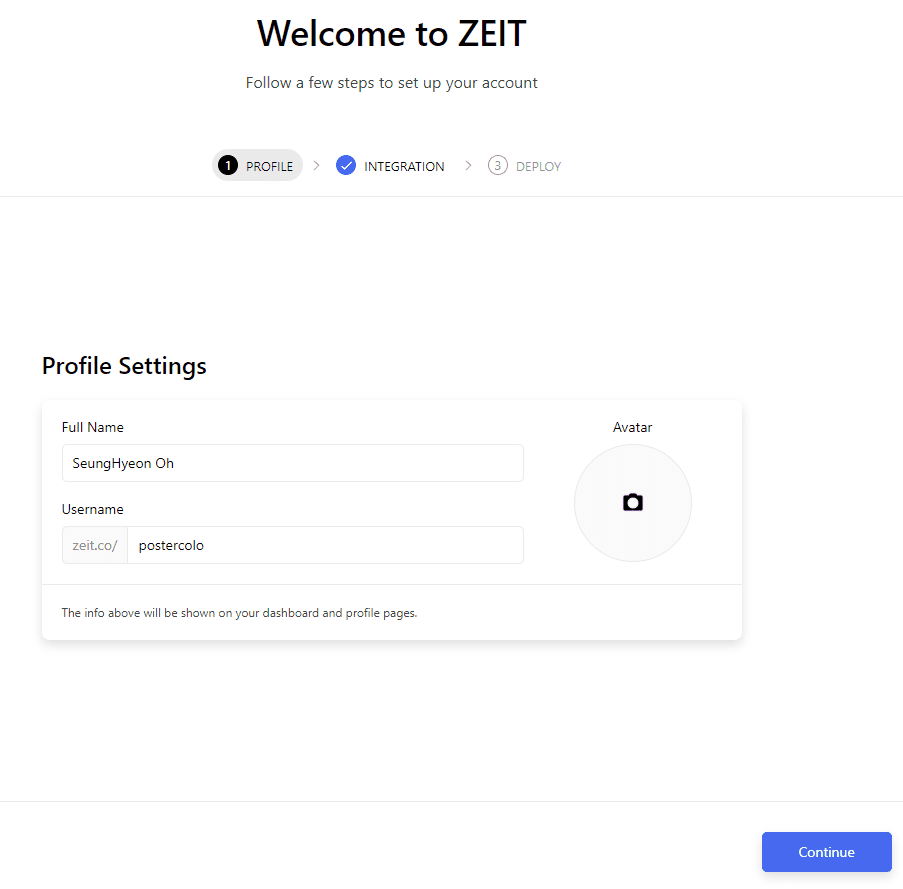 Welcome to ZEIT
Follow a few steps to set up your account
1 PROFILE > INTEGRATION > 3 DEPLOY
Profile Settings
Full Name
Avatar
SeungHyeon Oh
Username
zeit.co/ postercolo
The info above will be shown on your dashboard and profile pages.
Continue